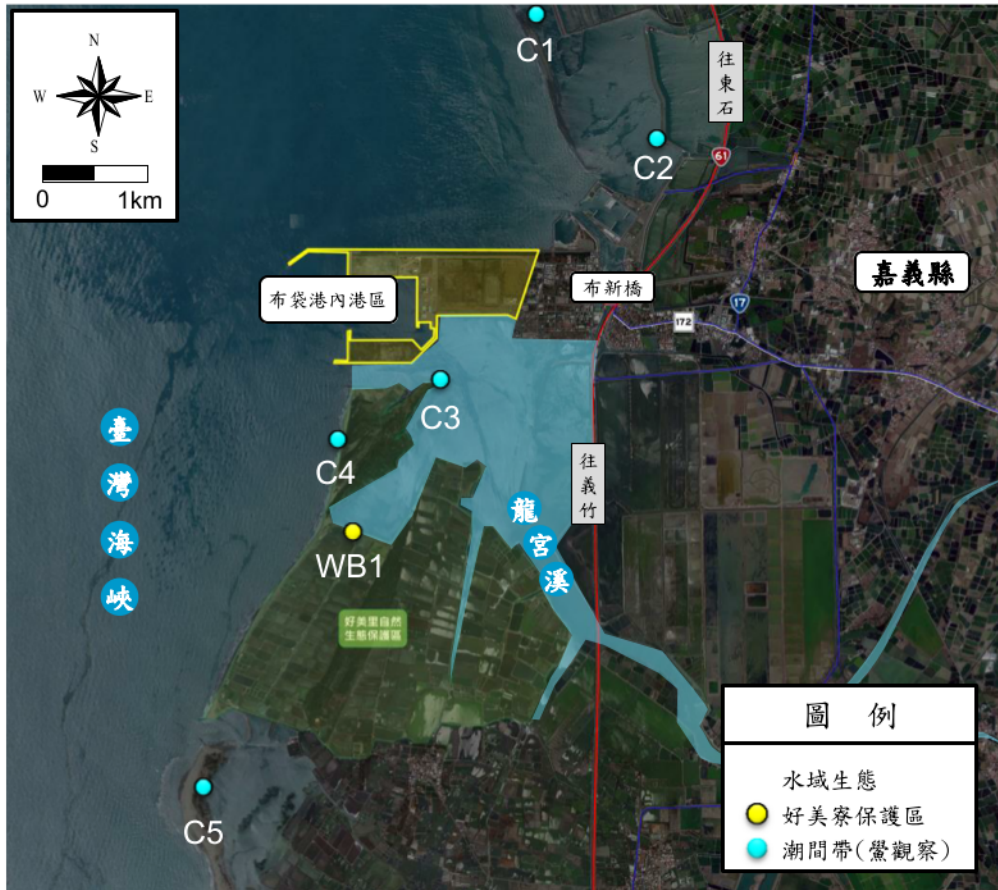 N
W E
S
0 1km
C1
往東石
C2
61
布袋港內港區
布新橋
嘉義縣
17
172
C3
C4
臺灣海峽
往義竹
龍宮溪
WB1
好美里自然
生態保護區
C5
圖 例
水域生態
好美寮保護區
潮間帶(鱟觀察)